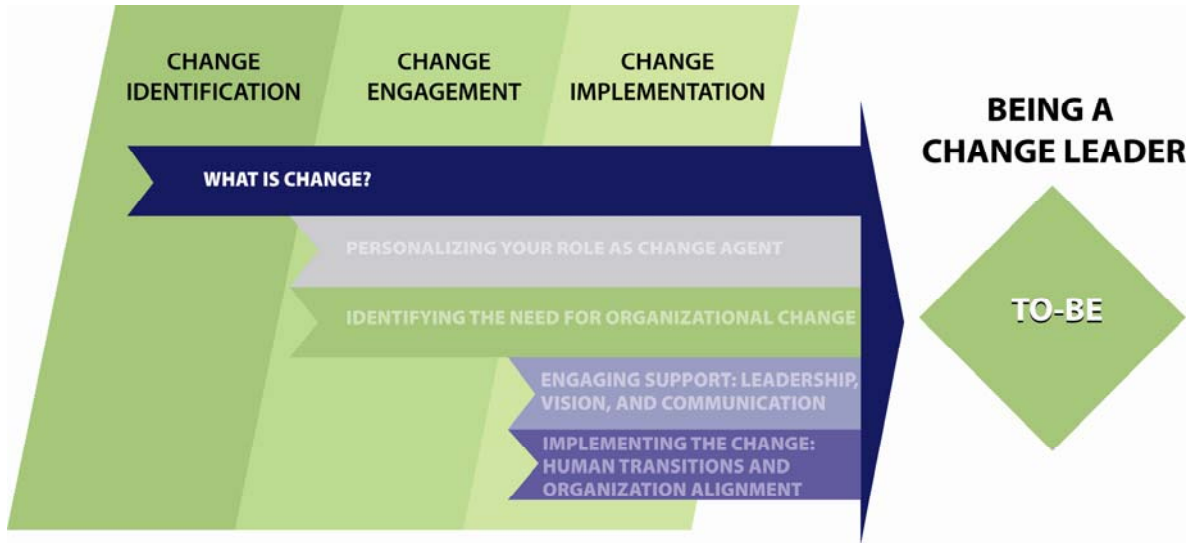 CHANGE
IDENTIFICATION
CHANGE
ENGAGEMENT
CHANGE
IMPLEMENTATION
BEING A
CHANGE LEADER
WHAT IS CHANGE?
PERSONALIZING YOUR ROLE AS CHANGE AGENT
IDENTIFYING THE NEED FOR ORGANIZATIONAL CHANGE
TO-BE
ENGAGING SUPPORT: LEADERSHIP,
VISION, AND COMMUNICATION
IMPLEMENTING THE CHANGE:
HUMAN TRANSITIONS AND
ORGANIZATION ALIGNMENT